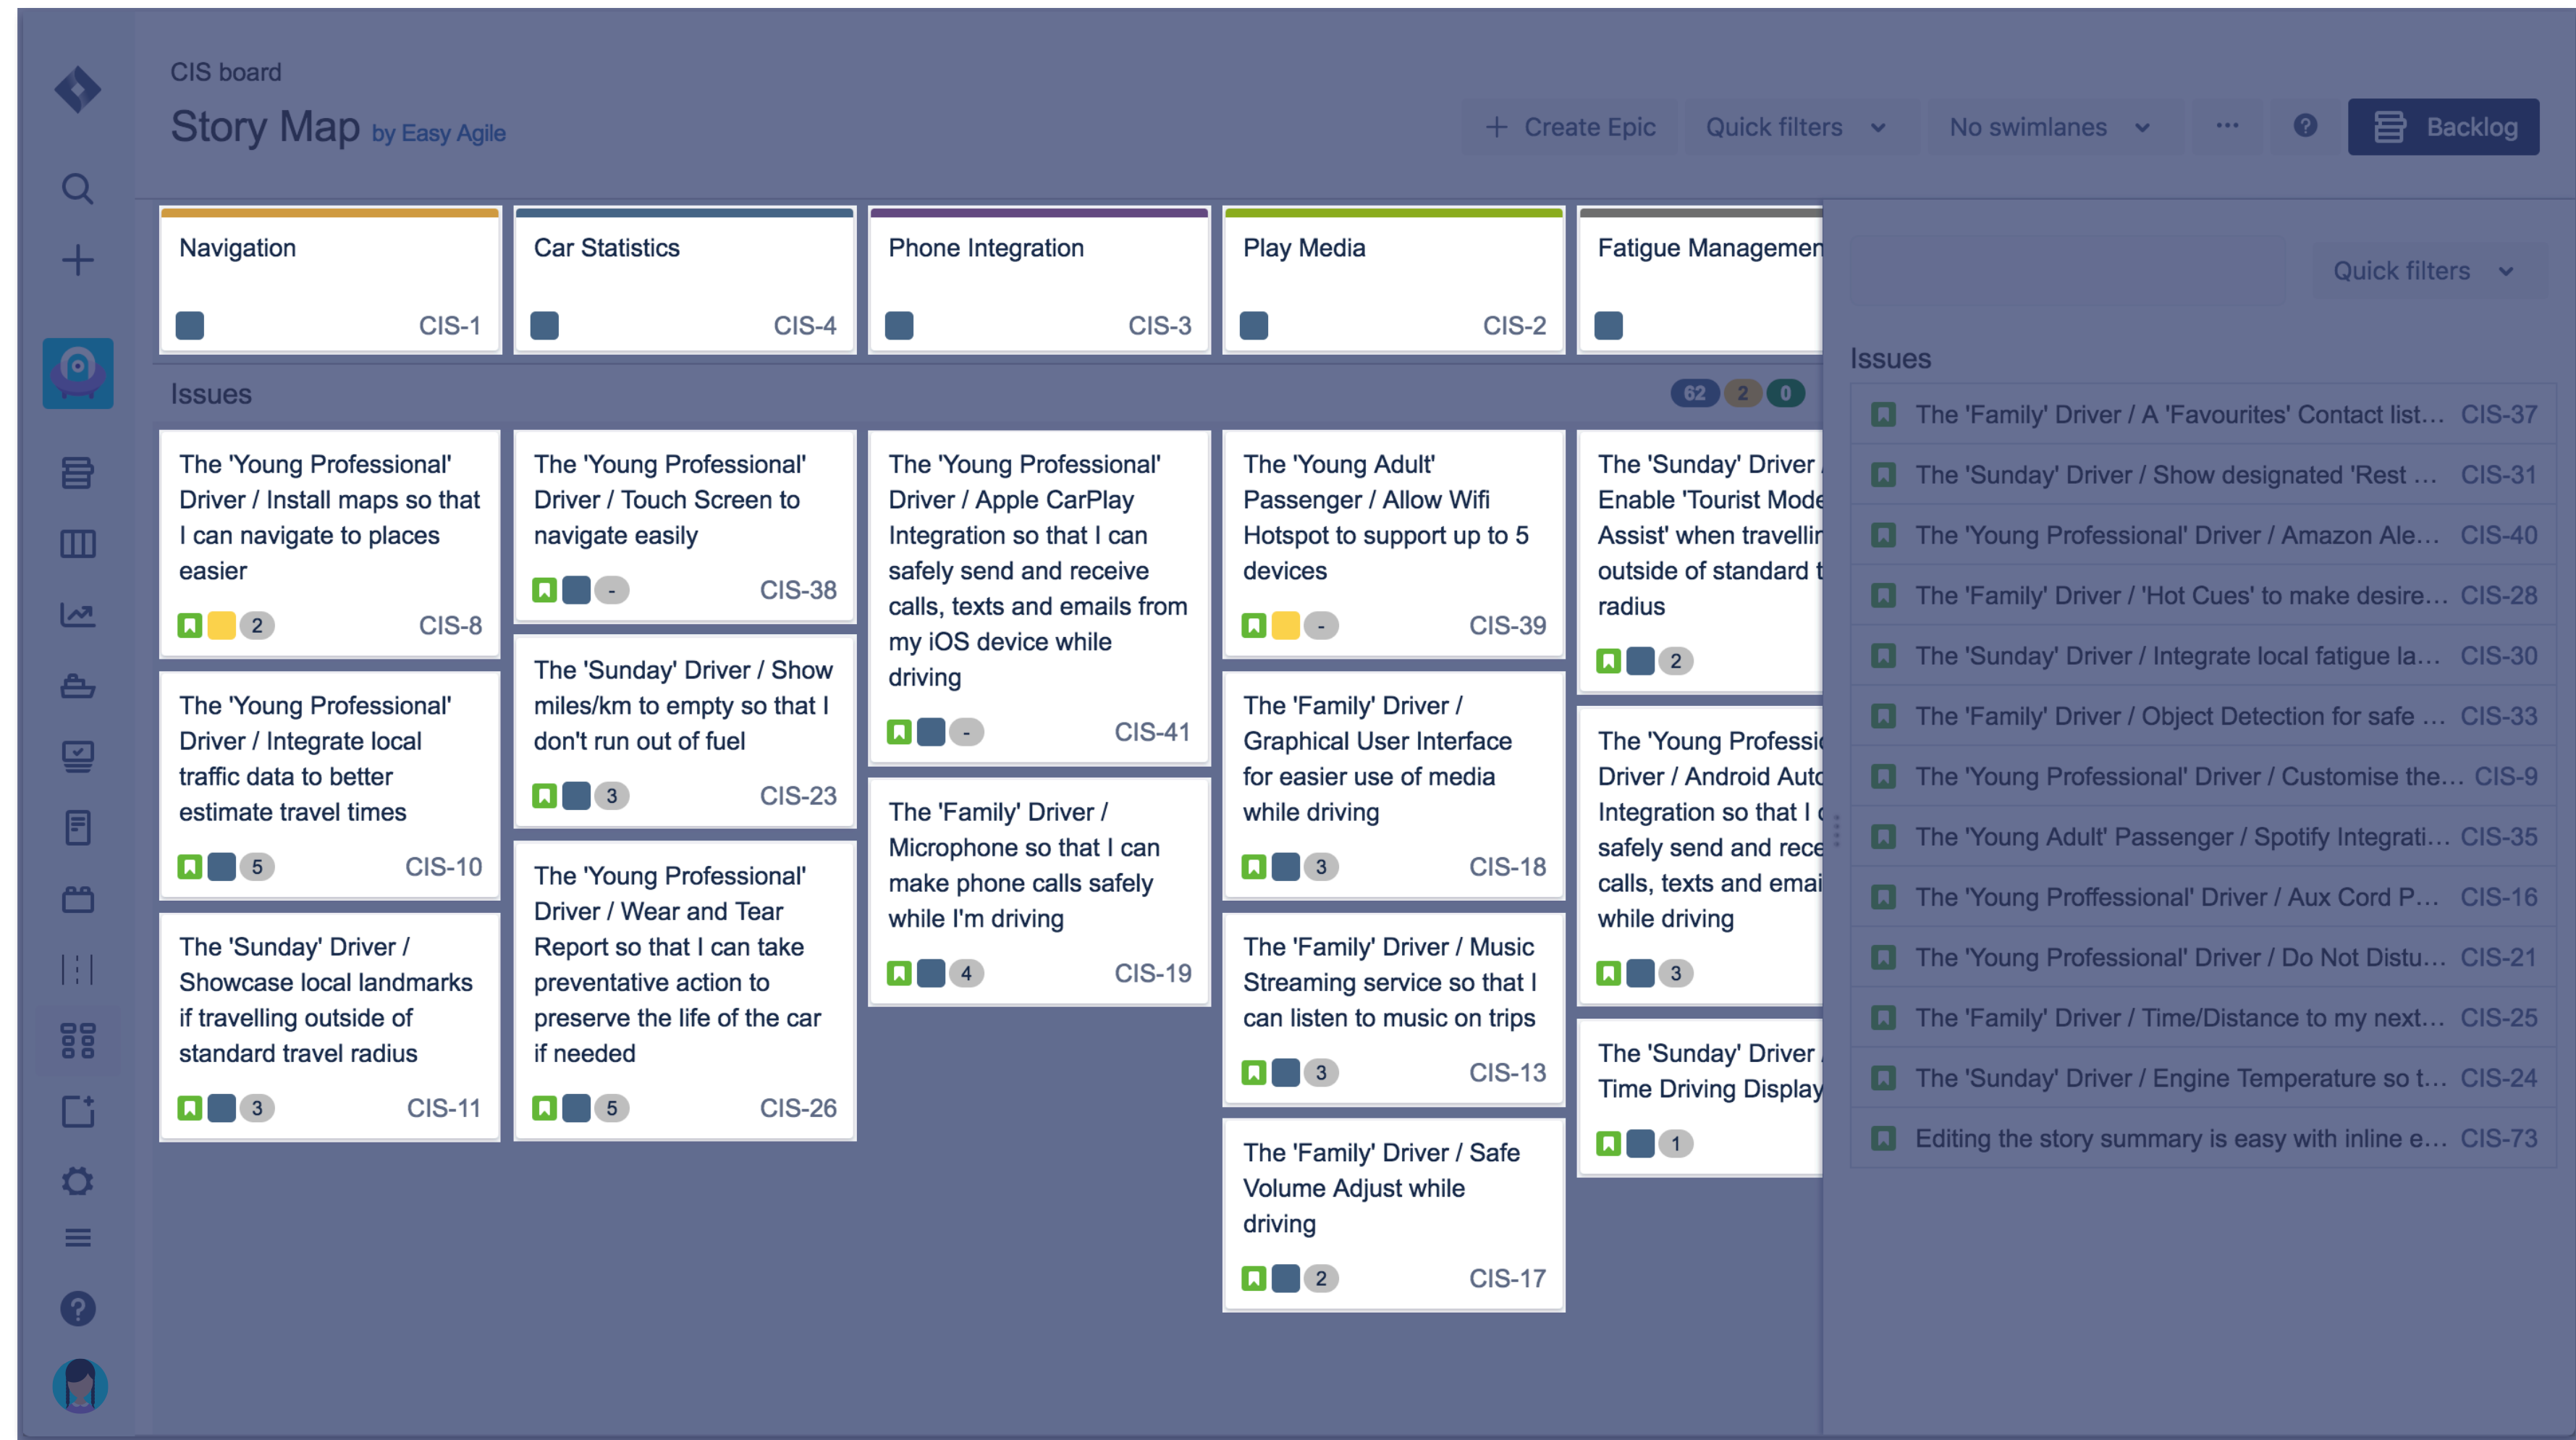 CIS board
Story Map by Easy Agile
Create Epic
Quick filters
No swimlanes
Backlog
Navigation
CIS-1
Car Statistics
CIS-4
Phone Integration
CIS-3
Play Media
CIS-2
Fatigue Managemen
Issues
62 2 0
The 'Young Professional'
Driver / Install maps so that
I can navigate to places
easier
2 CIS-8
The 'Young Professional'
Driver / Integrate local
traffic data to better
estimate travel times
5 CIS-10
The 'Sunday' Driver /
Showcase local landmarks
if travelling outside of
standard travel radius
3 CIS-11
The 'Young Professional'
Driver / Touch Screen to
navigate easily
- CIS-38
The 'Sunday' Driver / Show
miles/km to empty so that I
don't run out of fuel
3 CIS-23
The 'Young Professional'
Driver / Wear and Tear
Report so that I can take
preventative action to
preserve the life of the car
if needed
5 CIS-26
The 'Young Professional'
Driver / Apple CarPlay
Integration so that I can
safely send and receive
calls, texts and emails from
my iOS device while
driving
- CIS-41
The 'Family' Driver /
Microphone so that I can
make phone calls safely
while I'm driving
4 CIS-19
The 'Young Adult'
Passenger / Allow Wifi
Hotspot to support up to 5
devices
- CIS-39
The 'Family' Driver /
Graphical User Interface
for easier use of media
while driving
3 CIS-18
The 'Family' Driver / Music
Streaming service so that I
can listen to music on trips
3 CIS-13
The 'Family' Driver / Safe
Volume Adjust while
driving
2 CIS-17
The 'Sunday' Driver /
Enable 'Tourist Mode
Assist' when travellin
outside of standard t
radius
2
The 'Young Professio
Driver / Android Auto
Integration so that I c
safely send and rece
calls, texts and emai
while driving
3
The 'Sunday' Driver /
Time Driving Display
1
Quick filters
Issues
The 'Family' Driver / A 'Favourites' Contact list... CIS-37
The 'Sunday' Driver / Show designated 'Rest ... CIS-31
The 'Young Professional' Driver / Amazon Ale... CIS-40
The 'Family' Driver / 'Hot Cues' to make desire... CIS-28
The 'Sunday' Driver / Integrate local fatigue la... CIS-30
The 'Family' Driver / Object Detection for safe ... CIS-33
The 'Young Professional' Driver / Customise the... CIS-9
The 'Young Adult' Passenger / Spotify Integrati... CIS-35
The 'Young Proffessional' Driver / Aux Cord P... CIS-16
The 'Young Professional' Driver / Do Not Distu... CIS-21
The 'Family' Driver / Time/Distance to my next... CIS-25
The 'Sunday' Driver / Engine Temperature so t... CIS-24
Editing the story summary is easy with inline e... CIS-73